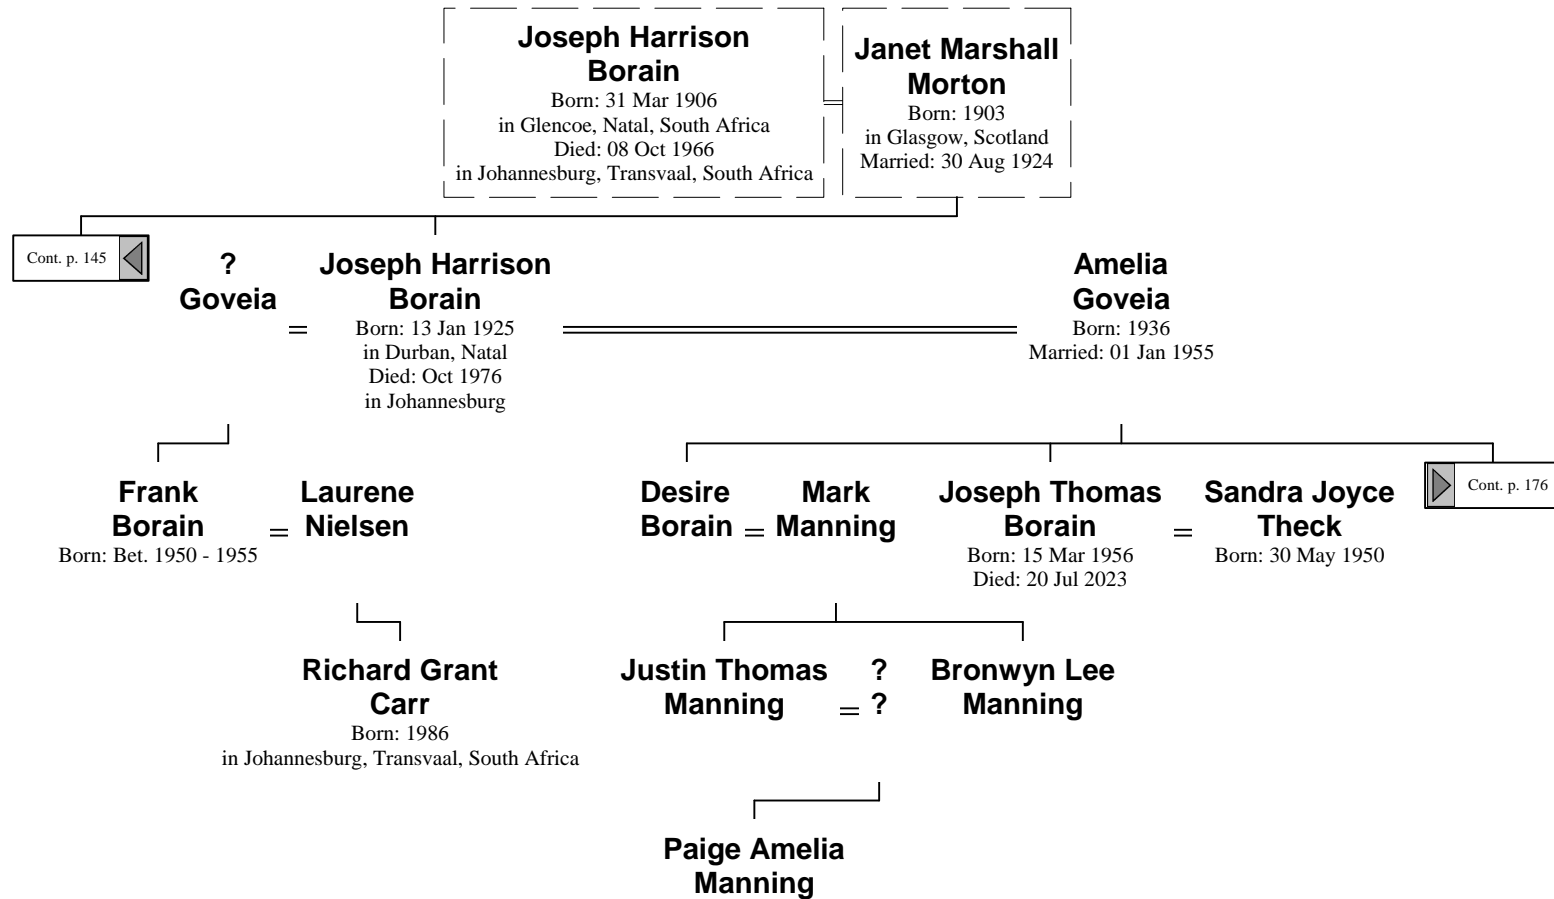 Joseph Harrison
Borain
Born: 31 Mar 1906
in Glencoe, Natal, South Africa
Died: 08 Oct 1966
in Johannesburg, Transvaal, South Africa
Janet Marshall
Morton
Born: 1903
in Glasgow, Scotland
Married: 30 Aug 1924
Cont. p. 145
?
Goveia
=
Joseph Harrison
Borain
Born: 13 Jan 1925
in Durban, Natal
Died: Oct 1976
in Johannesburg
Amelia
Goveia
Born: 1936
Married: 01 Jan 1955
Frank
Borain
Born: Bet. 1950 - 1955
=
Laurene
Nielsen
Desire
Borain
=
Mark
Manning
Joseph Thomas
Borain
Born: 15 Mar 1956
Died: 20 Jul 2023
=
Sandra Joyce
Theck
Born: 30 May 1950
Cont. p. 176
Richard Grant
Carr
Born: 1986
in Johannesburg, Transvaal, South Africa
Justin Thomas
Manning
=
?
?
Bronwyn Lee
Manning
Paige Amelia
Manning